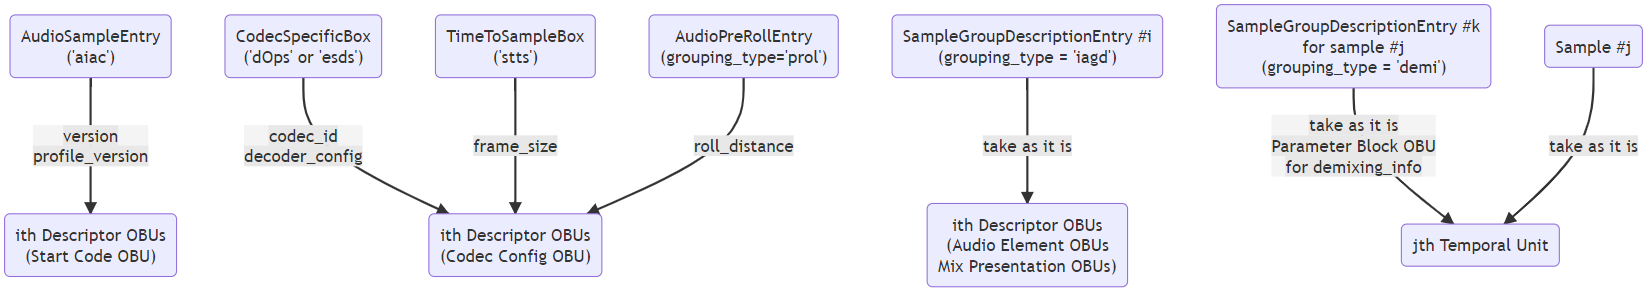 AudioSampleEntry
('aiac')
CodecSpecificBox
('dOps' or 'esds')
TimeToSampleBox
('stts')
AudioPreRollEntry
(grouping_type='prol')
SampleGroupDescriptionEntry #i
(grouping_type = 'iagd')
SampleGroupDescriptionEntry #k
for sample #j
(grouping_type = 'demi')
Sample #j
version
profile_version
codec_id
decoder_config
frame_size
roll_distance
take as it is
take as it is
Parameter Block OBU
for demixing_info
take as it is
ith Descriptor OBUs
(Start Code OBU)
ith Descriptor OBUs
(Codec Config OBU)
ith Descriptor OBUs
(Audio Element OBUs
Mix Presentation OBUs)
jth Temporal Unit